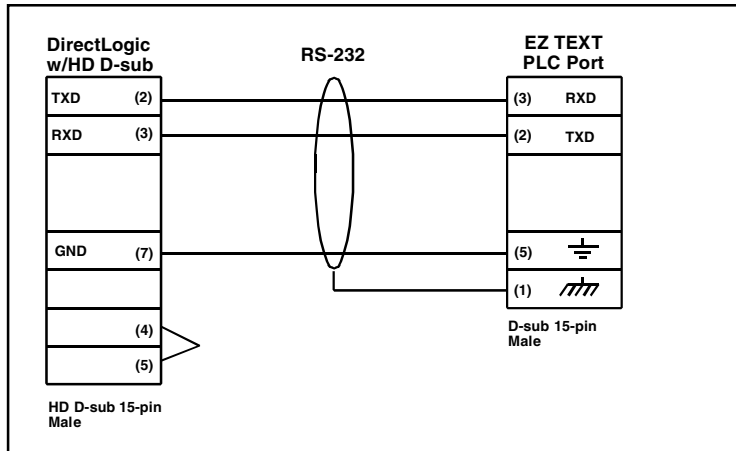 DirectLogic
w/HD D-sub
RS-232
EZ TEXT
PLC Port
TXD (2)
(3) RXD
RXD (3)
(2) TXD
GND (7)
(5)
(1)
(4)
(5)
D-sub 15-pin
Male
HD D-sub 15-pin
Male